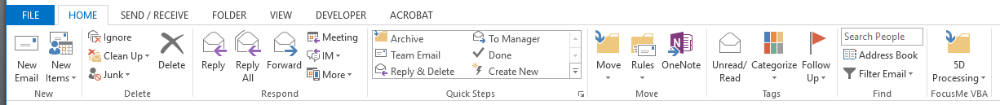 FILE HOME SEND / RECEIVE FOLDER VIEW DEVELOPER ACROBAT
New Email
New Items
New
Ignore
Clean Up
Junk
Delete
Delete
Reply
Reply All
Forward
Meeting
IM
More
Respond
Archive
Team Email
Reply & Delete
To Manager
Done
Create New
Quick Steps
Move
Rules
OneNote
Move
Unread/ Read
Categorize
Follow Up
Tags
Search People
Address Book
Filter Email
Find
5D Processing
FocusMe VBA